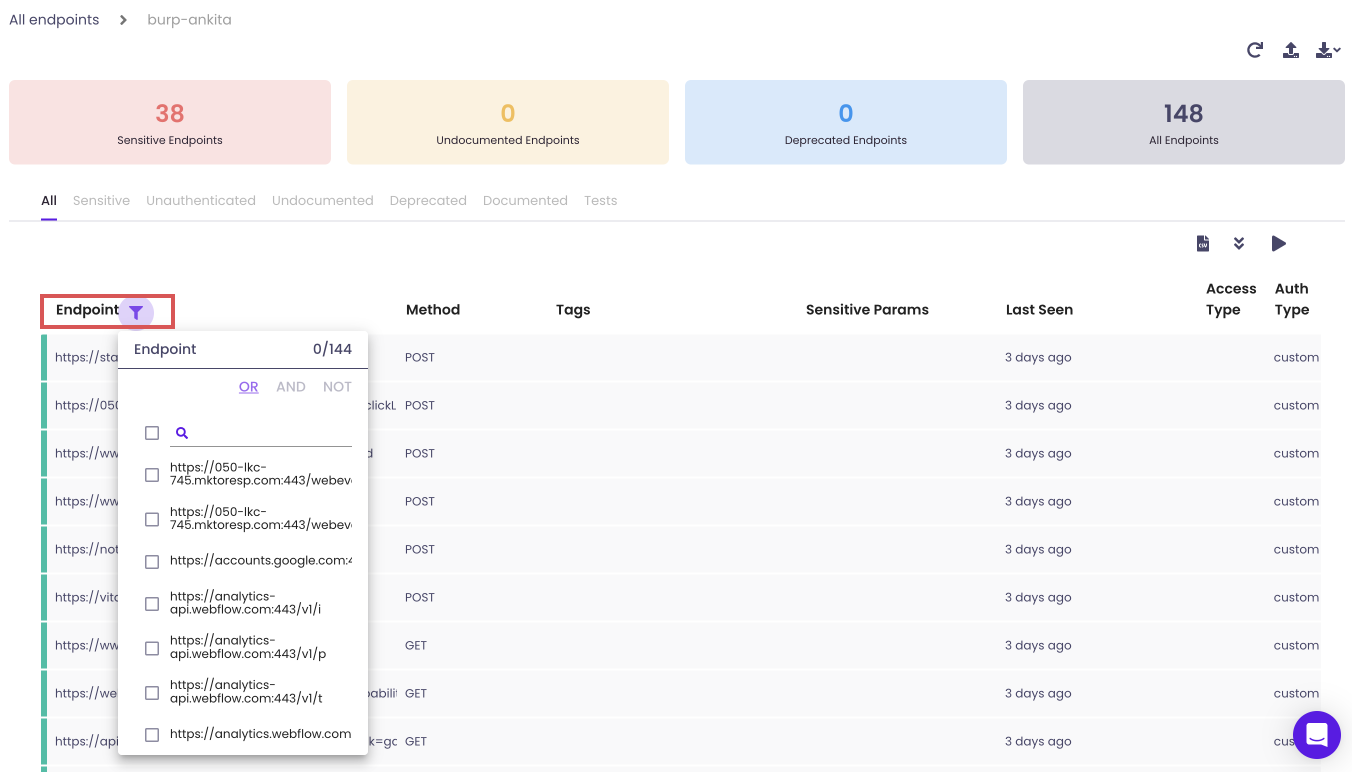 All endpoints > burp-ankita
38
Sensitive Endpoints
0
Undocumented Endpoints
0
Deprecated Endpoints
148
All Endpoints
All Sensitive Unauthenticated Undocumented Deprecated Documented Tests
CSV
Endpoint Method Tags Sensitive Params Last Seen Access Type Auth Type
Endpoint 0/144
OR AND NOT
https://050-lkc-
745.mktoresp.com:443/webev
https://050-lkc-
745.mktoresp.com:443/webev
https://accounts.google.com:4
https://analytics-
api.webflow.com:443/v1/i
https://analytics-
api.webflow.com:443/v1/p
https://analytics-
api.webflow.com:443/v1/t
https://analytics.webflow.com
https://sta POST 3 days ago custom
https://050 clickL POST 3 days ago custom
https://ww d POST 3 days ago custom
https://ww POST 3 days ago custom
https://not POST 3 days ago custom
https://vita POST 3 days ago custom
https://ww GET 3 days ago custom
https://we pabilit GET 3 days ago custom
https://api k=gc GET 3 days ago cus